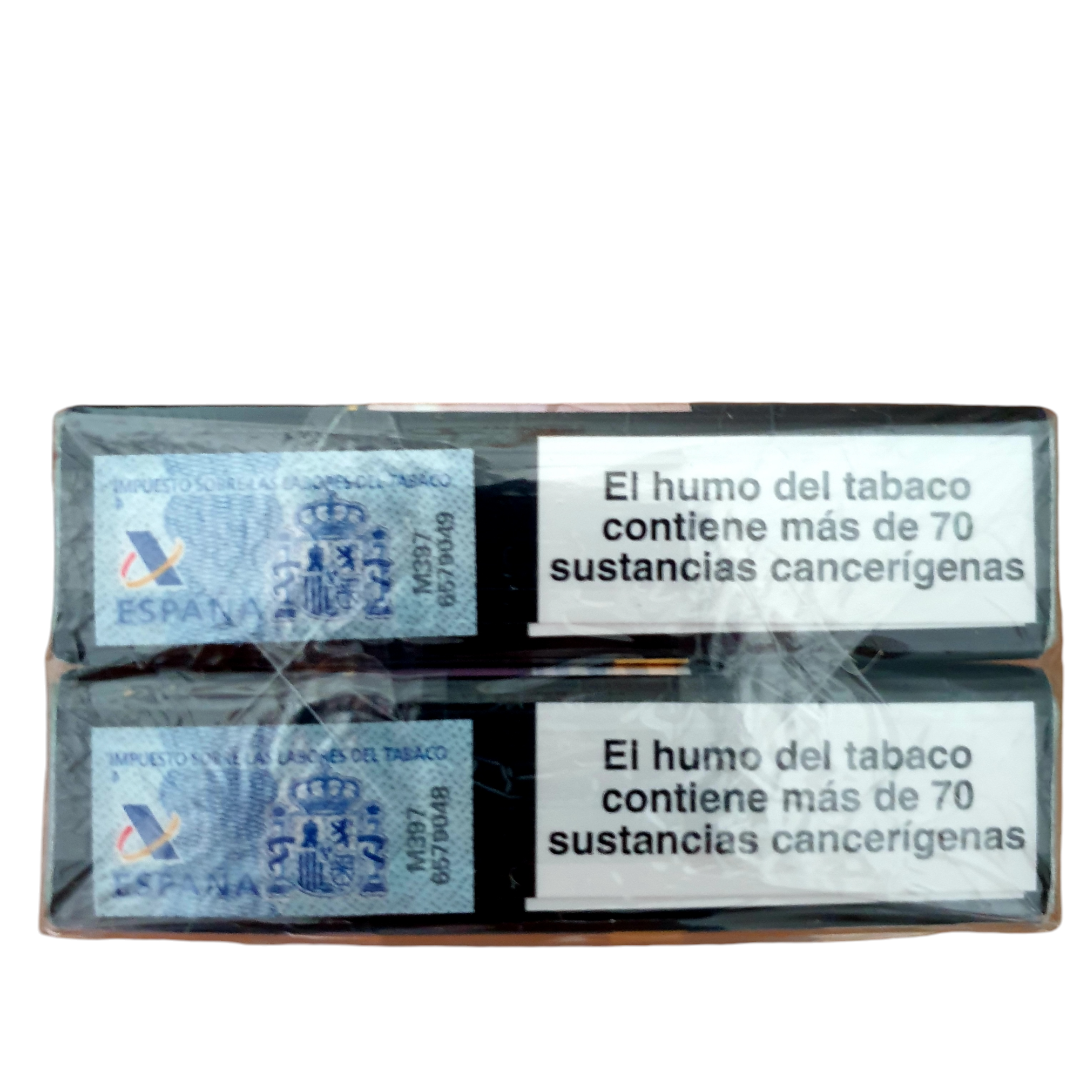 IMPUESTO SOBRE LAS LABORES DEL TABACO
3
ESPAÑA
M397
6579049
El humo del tabaco
contiene más de 70
sustancias cancerígenas
IMPUESTO SOBRE LAS LABORES DEL TABACO
3
ESPAÑA
M397
6579048
El humo del tabaco
contiene más de 70
sustancias cancerígenas